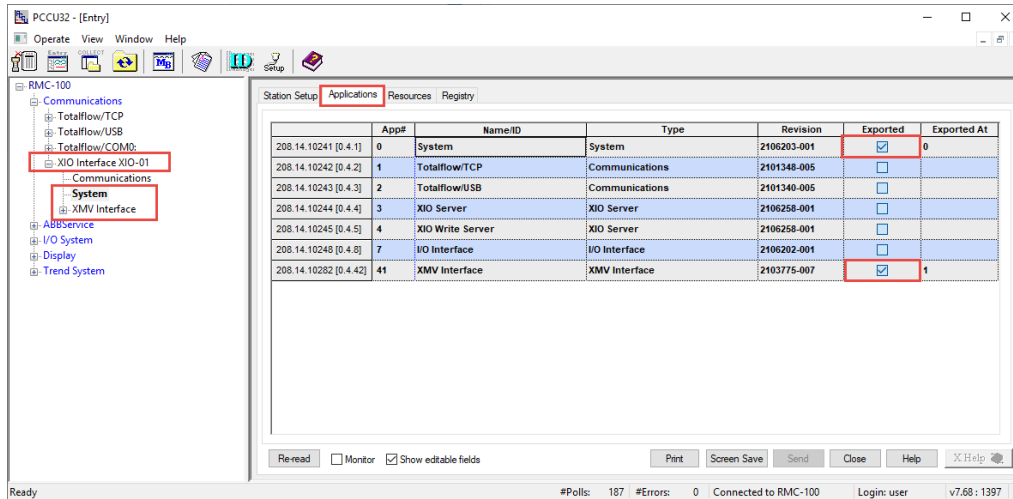 PCCU32 - [Entry]
Operate View Window Help
Entry COLLECT MB ID Setup
RMC-100
Communications
Totalflow/TCP
Totalflow/USB
Totalflow/COM0:
XIO Interface XIO-01
Communications
System
XMV Interface
ABBService
I/O System
Display
Trend System
Station Setup Applications Resources Registry
App# Name/ID Type Revision Exported Exported At
208.14.10241 [0.4.1] 0 System System 2106203-001 0
208.14.10242 [0.4.2] 1 Totalflow/TCP Communications 2101348-005
208.14.10243 [0.4.3] 2 Totalflow/USB Communications 2101340-005
208.14.10244 [0.4.4] 3 XIO Server XIO Server 2106258-001
208.14.10245 [0.4.5] 4 XIO Write Server XIO Server 2106258-001
208.14.10248 [0.4.8] 7 I/O Interface I/O Interface 2106202-001
208.14.10282 [0.4.42] 41 XMV Interface XMV Interface 2103775-007 1
Re-read Monitor Show editable fields Print Screen Save Send Close Help X Help
Ready #Polls: 187 #Errors: 0 Connected to RMC-100 Login: user v7.68 : 1397